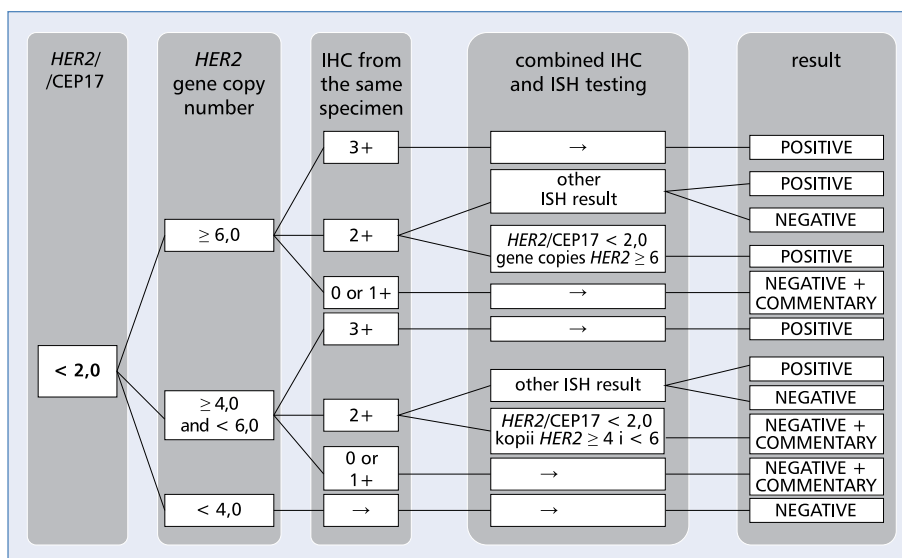 HER2/
/CEP17
HER2
gene copy
number
IHC from
the same
specimen
combined IHC
and ISH testing
result
< 2,0
≥ 6,0
3+
→
POSITIVE
2+
other
ISH result
POSITIVE
NEGATIVE
HER2/CEP17 < 2,0
gene copies HER2 ≥ 6
POSITIVE
0 or 1+
→
NEGATIVE +
COMMENTARY
≥ 4,0
and < 6,0
3+
→
POSITIVE
2+
other ISH result
POSITIVE
NEGATIVE
HER2/CEP17 < 2,0
kopii HER2 ≥ 4 i < 6
NEGATIVE +
COMMENTARY
0 or
1+
→
NEGATIVE +
COMMENTARY
< 4,0
→
→
NEGATIVE